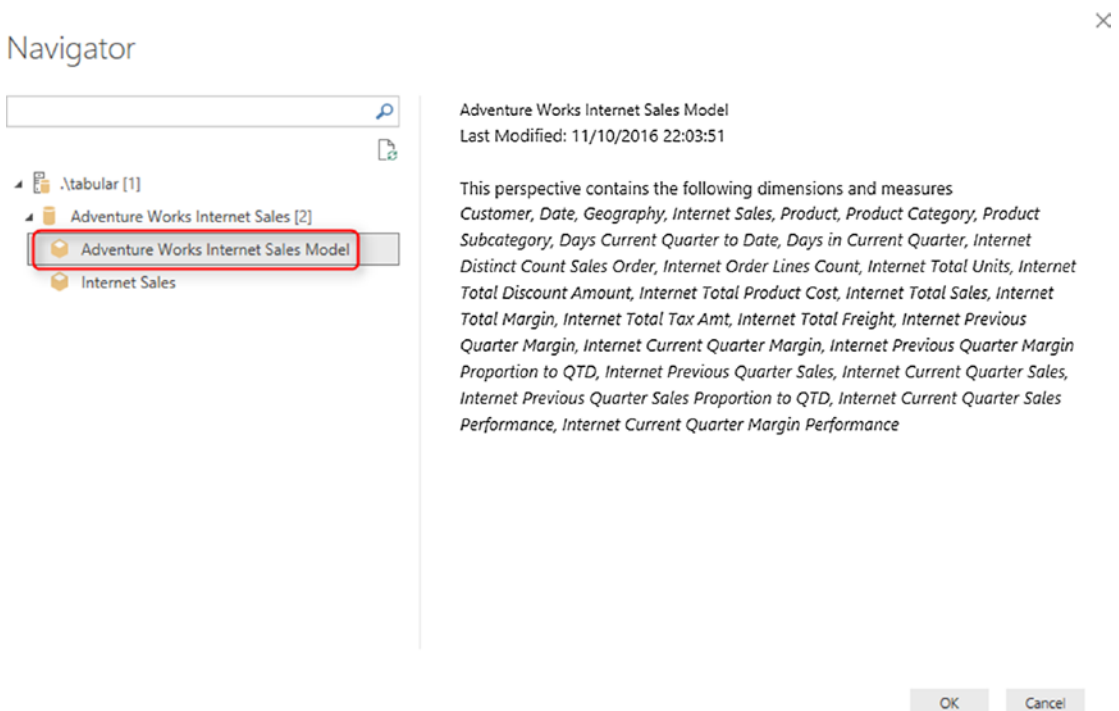 Navigator
.\tabular [1]
Adventure Works Internet Sales [2]
Adventure Works Internet Sales Model
Internet Sales
Adventure Works Internet Sales Model
Last Modified: 11/10/2016 22:03:51
This perspective contains the following dimensions and measures
Customer, Date, Geography, Internet Sales, Product, Product Category, Product
Subcategory, Days Current Quarter to Date, Days in Current Quarter, Internet
Distinct Count Sales Order, Internet Order Lines Count, Internet Total Units, Internet
Total Discount Amount, Internet Total Product Cost, Internet Total Sales, Internet
Total Margin, Internet Total Tax Amt, Internet Total Freight, Internet Previous
Quarter Margin, Internet Current Quarter Margin, Internet Previous Quarter Margin
Proportion to QTD, Internet Previous Quarter Sales, Internet Current Quarter Sales,
Internet Previous Quarter Sales Proportion to QTD, Internet Current Quarter Sales
Performance, Internet Current Quarter Margin Performance
OK
Cancel